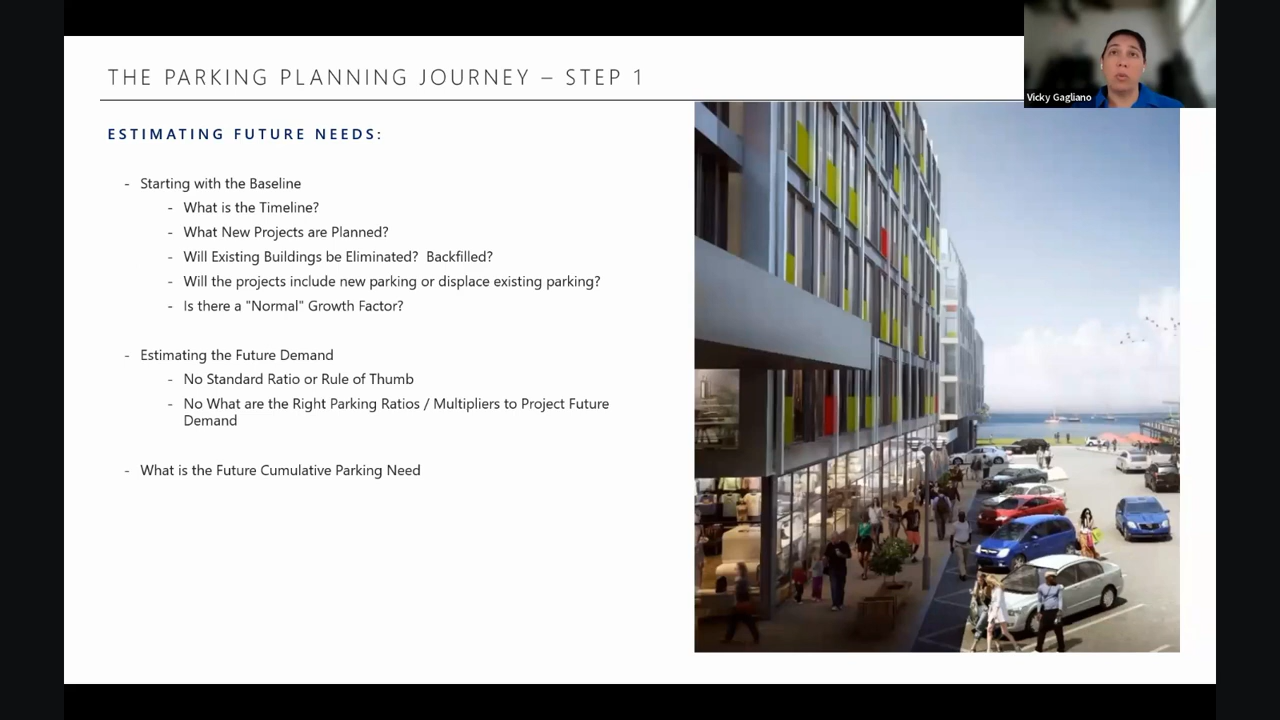 THE PARKING PLANNING JOURNEY – STEP 1
Vicky Gagliano
ESTIMATING FUTURE NEEDS:
- Starting with the Baseline
- What is the Timeline?
- What New Projects are Planned?
- Will Existing Buildings be Eliminated?  Backfilled?
- Will the projects include new parking or displace existing parking?
- Is there a "Normal" Growth Factor?
- Estimating the Future Demand
- No Standard Ratio or Rule of Thumb
- No What are the Right Parking Ratios / Multipliers to Project Future
Demand
- What is the Future Cumulative Parking Need